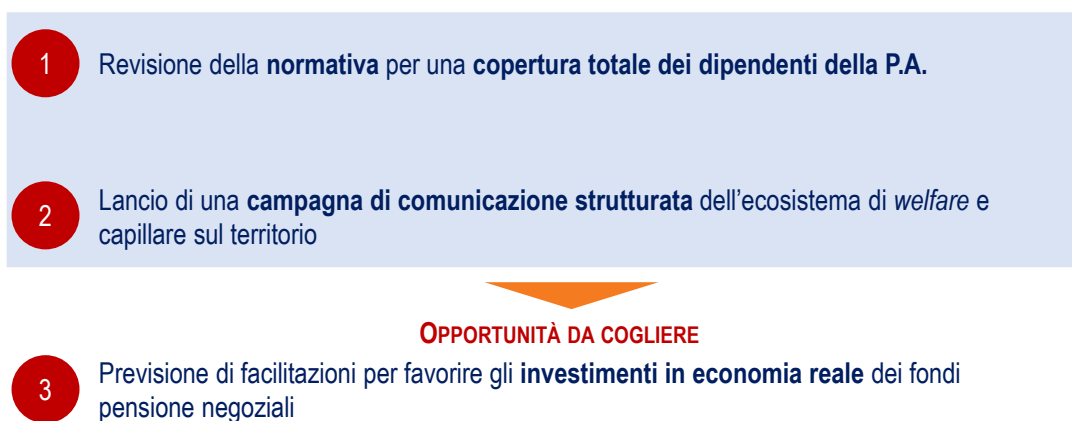 1 Revisione della normativa per una copertura totale dei dipendenti della P.A.
2 Lancio di una campagna di comunicazione strutturata dell'ecosistema di welfare e
capillare sul territorio
OPPORTUNITÀ DA COGLIERE
3 Previsione di facilitazioni per favorire gli investimenti in economia reale dei fondi
pensione negoziali